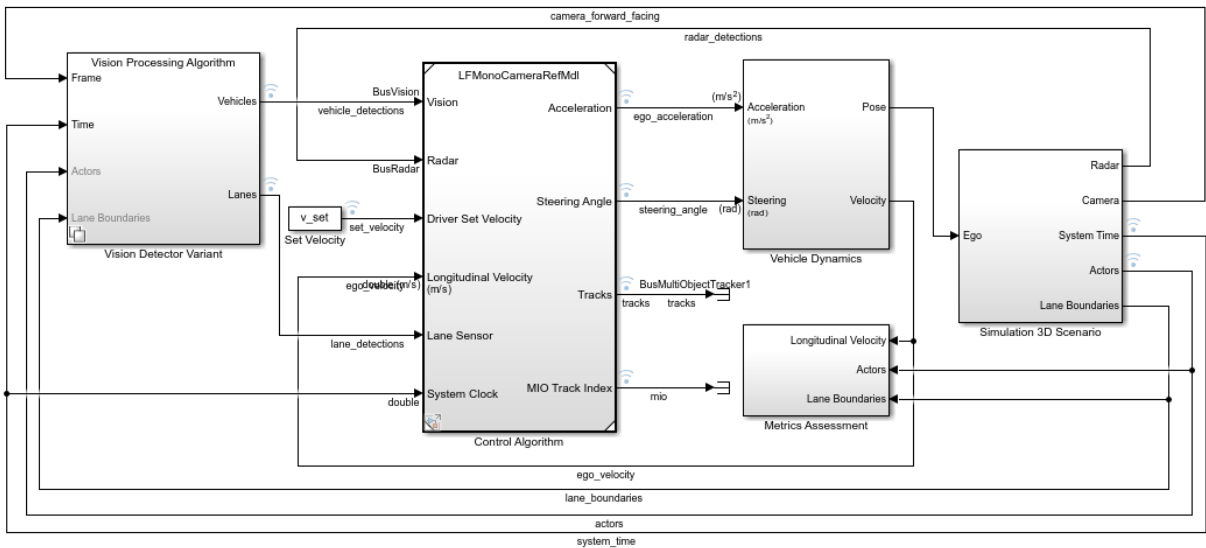 camera_forward_facing
radar_detections
Vision Processing Algorithm
Frame
Vehicles
Time
Actors
Lanes
Lane Boundaries
Vision Detector Variant
BusVision
vehicle_detections
BusRadar
v_set
Set Velocity
set_velocity
double (m/s)
ego_velocity
lane_detections
double
LFMonoCameraRefMdl
Vision
Acceleration
Radar
Steering Angle
Driver Set Velocity
Longitudinal Velocity
(m/s)
Tracks
Lane Sensor
MIO Track Index
System Clock
Control Algorithm
(m/s²)
ego_acceleration
steering_angle
(rad)
BusMultiObjectTracker1
tracks
tracks
mio
Acceleration
(m/s²)
Pose
Steering
(rad)
Velocity
Vehicle Dynamics
Longitudinal Velocity
Actors
Lane Boundaries
Metrics Assessment
Radar
Camera
Ego
System Time
Actors
Lane Boundaries
Simulation 3D Scenario
ego_velocity
lane_boundaries
actors
system_time